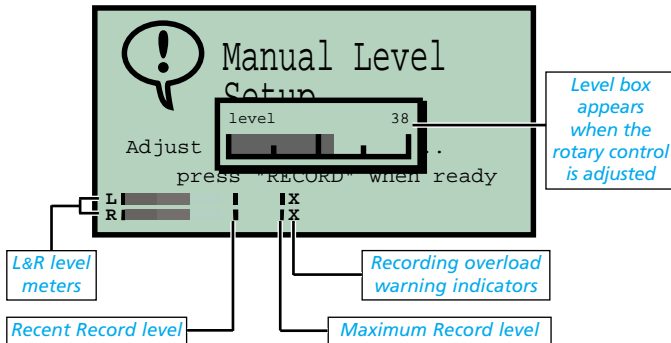 Manual Level
Setup
level 38
Adjust ..
press "RECORD" when ready
L X
R X
Level box
appears
when the
rotary control
is adjusted
L&R level
meters
Recording overload
warning indicators
Recent Record level
Maximum Record level